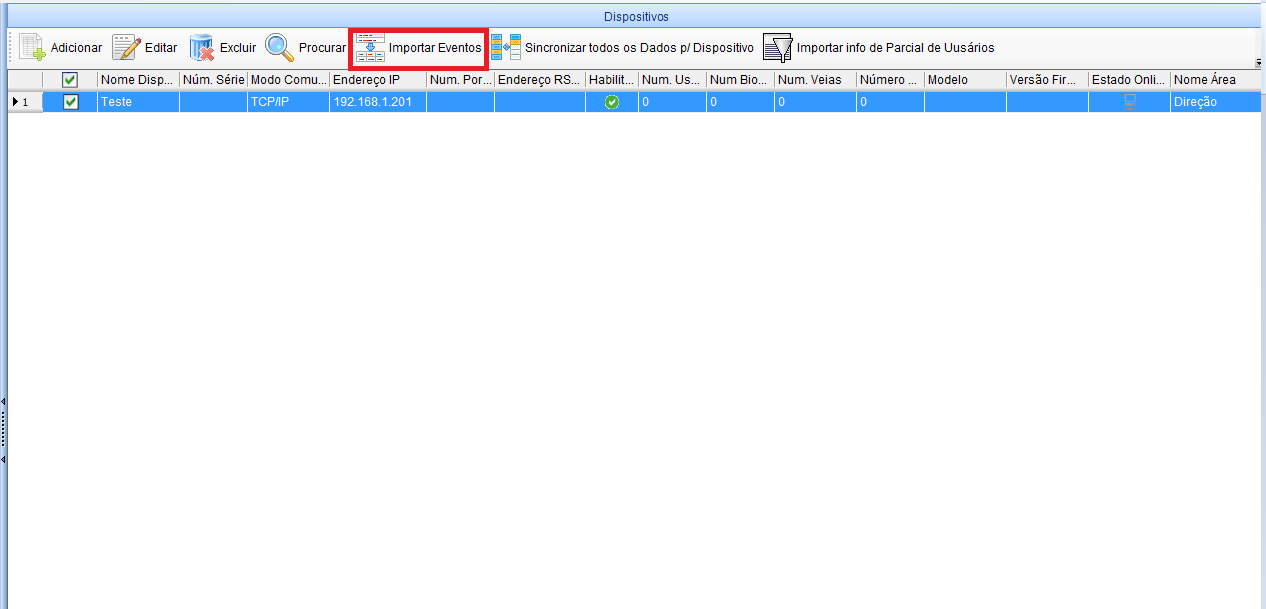 Dispositivos
Adicionar Editar Excluir Procurar Importar Eventos Sincronizar todos os Dados p/ Dispositivo Importar info de Parcial de Uusários
Nome Disp... Núm. Série Modo Comu... Endereço IP Num. Por... Endereço RS... Habilit... Num. Us... Num Bio... Num. Veias Número ... Modelo Versão Fir... Estado Onli... Nome Área
1 Teste TCP/IP 192.168.1.201 0 0 0 0 Direção